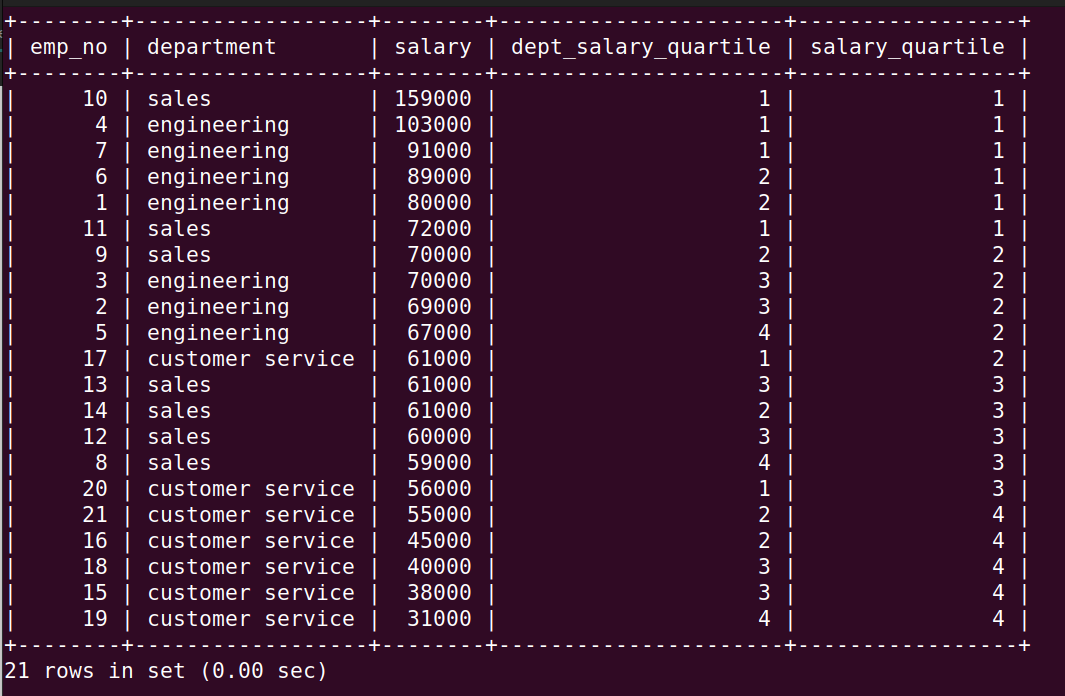 +--------+------------------+--------+----------------------+-----------------+
| emp_no | department       | salary | dept_salary_quartile | salary_quartile |
+--------+------------------+--------+----------------------+-----------------+
|     10 | sales            | 159000 |                    1 |               1 |
|      4 | engineering      | 103000 |                    1 |               1 |
|      7 | engineering      |  91000 |                    1 |               1 |
|      6 | engineering      |  89000 |                    2 |               1 |
|      1 | engineering      |  80000 |                    2 |               1 |
|     11 | sales            |  72000 |                    1 |               1 |
|      9 | sales            |  70000 |                    2 |               2 |
|      3 | engineering      |  70000 |                    3 |               2 |
|      2 | engineering      |  69000 |                    3 |               2 |
|      5 | engineering      |  67000 |                    4 |               2 |
|     17 | customer service |  61000 |                    1 |               2 |
|     13 | sales            |  61000 |                    3 |               3 |
|     14 | sales            |  61000 |                    2 |               3 |
|     12 | sales            |  60000 |                    3 |               3 |
|      8 | sales            |  59000 |                    4 |               3 |
|     20 | customer service |  56000 |                    1 |               3 |
|     21 | customer service |  55000 |                    2 |               4 |
|     16 | customer service |  45000 |                    2 |               4 |
|     18 | customer service |  40000 |                    3 |               4 |
|     15 | customer service |  38000 |                    3 |               4 |
|     19 | customer service |  31000 |                    4 |               4 |
+--------+------------------+--------+----------------------+-----------------+
21 rows in set (0.00 sec)